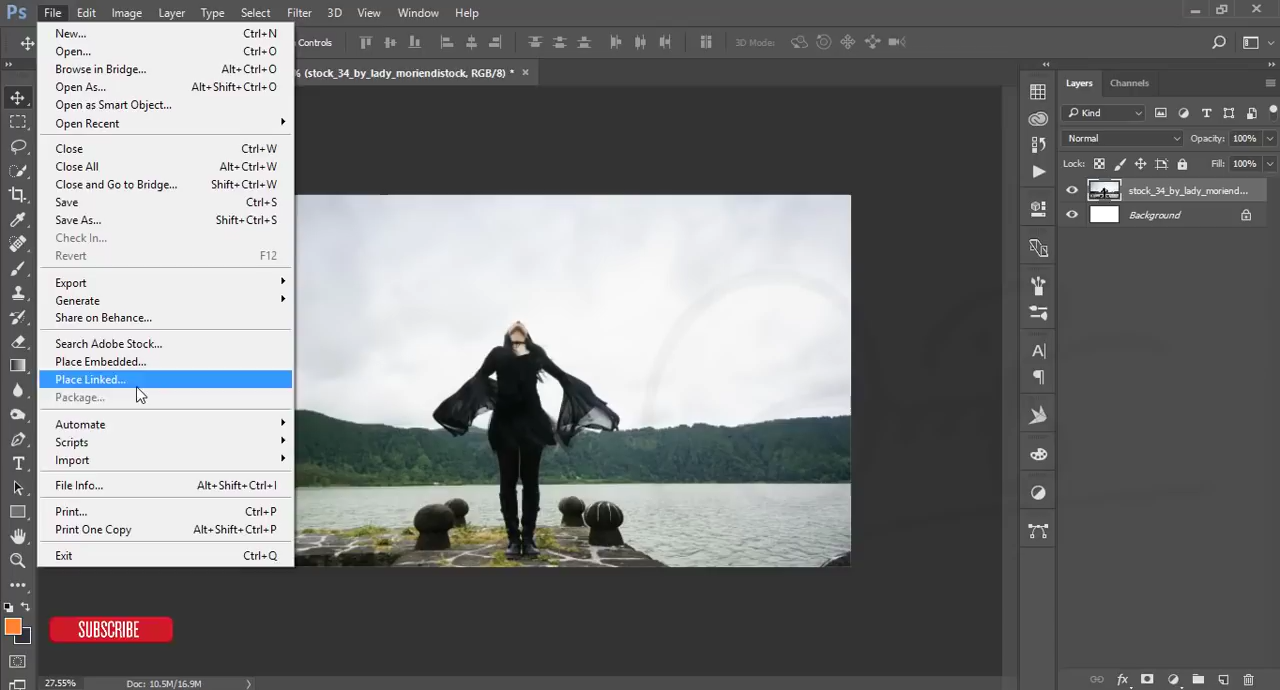 Ps File Edit Image Layer Type Select Filter 3D View Window Help
Controls 3D Mode:
% (stock_34_by_lady_moriendistock, RGB/8) * ×
New... Ctrl+N
Open... Ctrl+O
Browse in Bridge... Alt+Ctrl+O
Open As... Alt+Shift+Ctrl+O
Open as Smart Object...
Open Recent
Close Ctrl+W
Close All Alt+Ctrl+W
Close and Go to Bridge... Shift+Ctrl+W
Save Ctrl+S
Save As... Shift+Ctrl+S
Check In...
Revert F12
Export
Generate
Share on Behance...
Search Adobe Stock...
Place Embedded...
Place Linked...
Package...
Automate
Scripts
Import
File Info... Alt+Shift+Ctrl+I
Print... Ctrl+P
Print One Copy Alt+Shift+Ctrl+P
Exit Ctrl+Q
SUBSCRIBE
27.55% Doc: 10.5M/16.9M
Layers Channels
Kind
Normal Opacity: 100%
Lock: Fill: 100%
stock_34_by_lady_moriend...
Background
fx